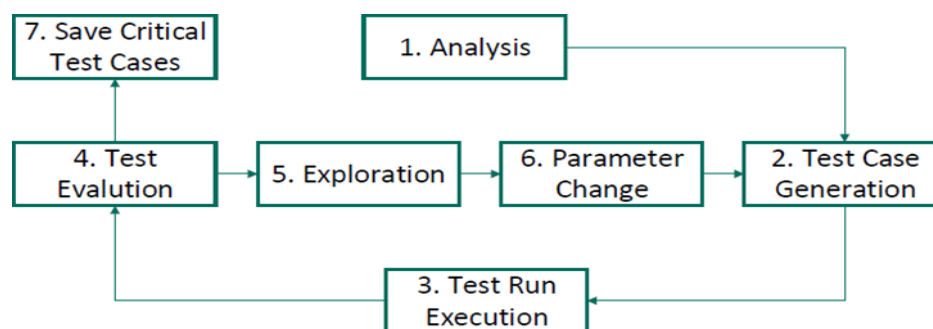 7. Save Critical
Test Cases
1. Analysis
4. Test
Evalution
5. Exploration
6. Parameter
Change
2. Test Case
Generation
3. Test Run
Execution